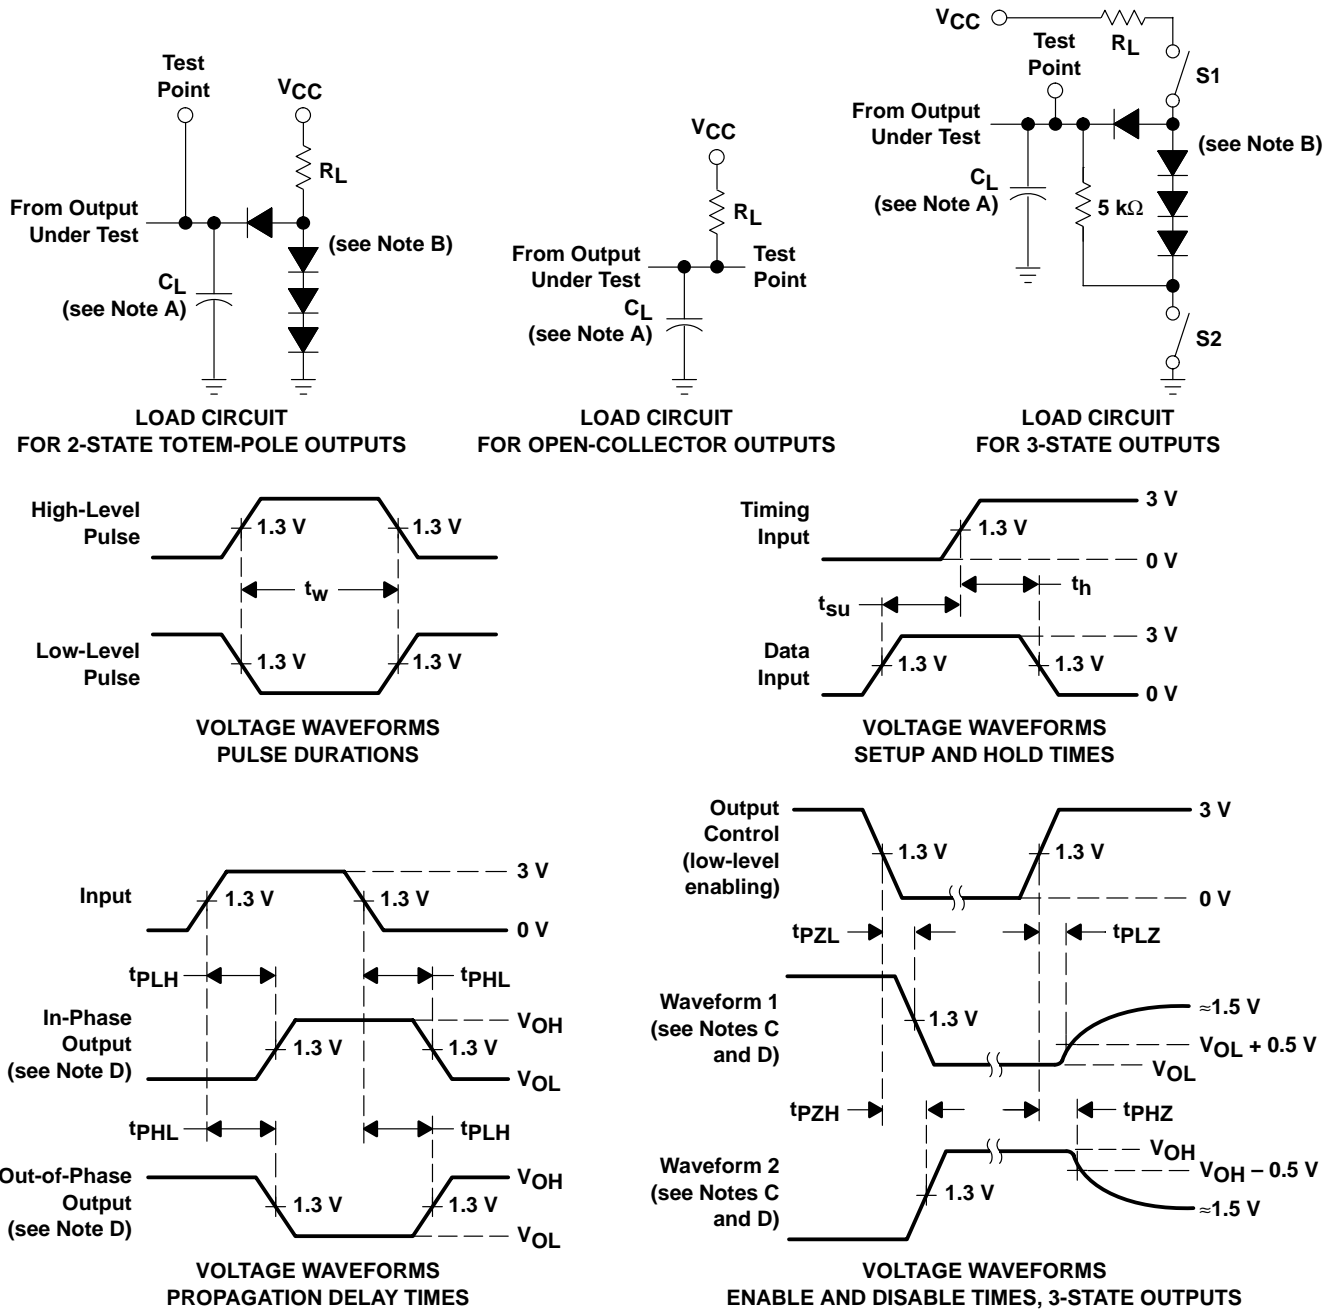 Test
Point
VCC
RL
From Output
Under Test
(see Note B)
CL
(see Note A)
LOAD CIRCUIT
FOR 2-STATE TOTEM-POLE OUTPUTS
VCC
RL
From Output
Under Test
Test
Point
CL
(see Note A)
LOAD CIRCUIT
FOR OPEN-COLLECTOR OUTPUTS
VCC
RL
Test
Point
S1
From Output
Under Test
(see Note B)
CL
(see Note A)
5 kΩ
S2
LOAD CIRCUIT
FOR 3-STATE OUTPUTS
High-Level
Pulse
1.3 V
1.3 V
tw
Low-Level
Pulse
1.3 V
1.3 V
VOLTAGE WAVEFORMS
PULSE DURATIONS
Timing
Input
1.3 V
3 V
0 V
th
tsu
Data
Input
1.3 V
1.3 V
3 V
0 V
VOLTAGE WAVEFORMS
SETUP AND HOLD TIMES
Input
1.3 V
1.3 V
3 V
0 V
tPLH
tPHL
In-Phase
Output
(see Note D)
1.3 V
1.3 V
VOH
VOL
tPHL
tPLH
Out-of-Phase
Output
(see Note D)
1.3 V
1.3 V
VOH
VOL
VOLTAGE WAVEFORMS
PROPAGATION DELAY TIMES
Output
Control
(low-level
enabling)
1.3 V
1.3 V
3 V
0 V
tPZL
tPLZ
Waveform 1
(see Notes C
and D)
1.3 V
≈1.5 V
VOL + 0.5 V
VOL
tPZH
tPHZ
Waveform 2
(see Notes C
and D)
1.3 V
VOH
VOH – 0.5 V
≈1.5 V
VOLTAGE WAVEFORMS
ENABLE AND DISABLE TIMES, 3-STATE OUTPUTS